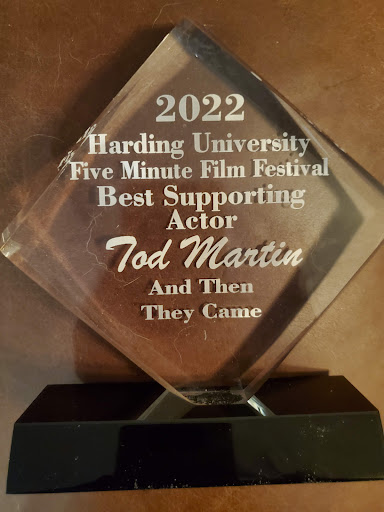 2022
Harding University
Five Minute Film Festival
Best Supporting
Actor
Tod Martin
And Then
They Came